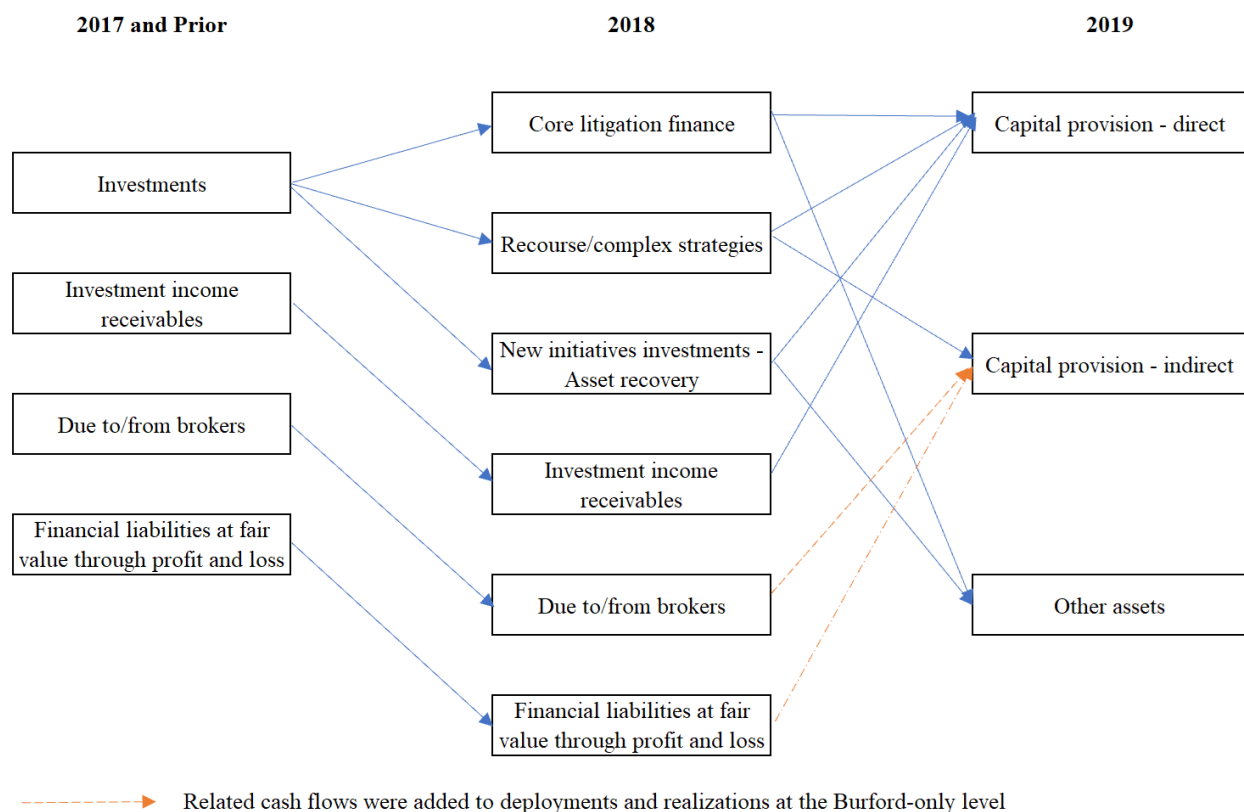 2017 and Prior
2018
2019
Investments
Investment income
receivables
Due to/from brokers
Financial liabilities at fair
value through profit and loss
Core litigation finance
Recourse/complex strategies
New initiatives investments -
Asset recovery
Investment income
receivables
Due to/from brokers
Financial liabilities at fair
value through profit and loss
Capital provision - direct
Capital provision - indirect
Other assets
Related cash flows were added to deployments and realizations at the Burford-only level